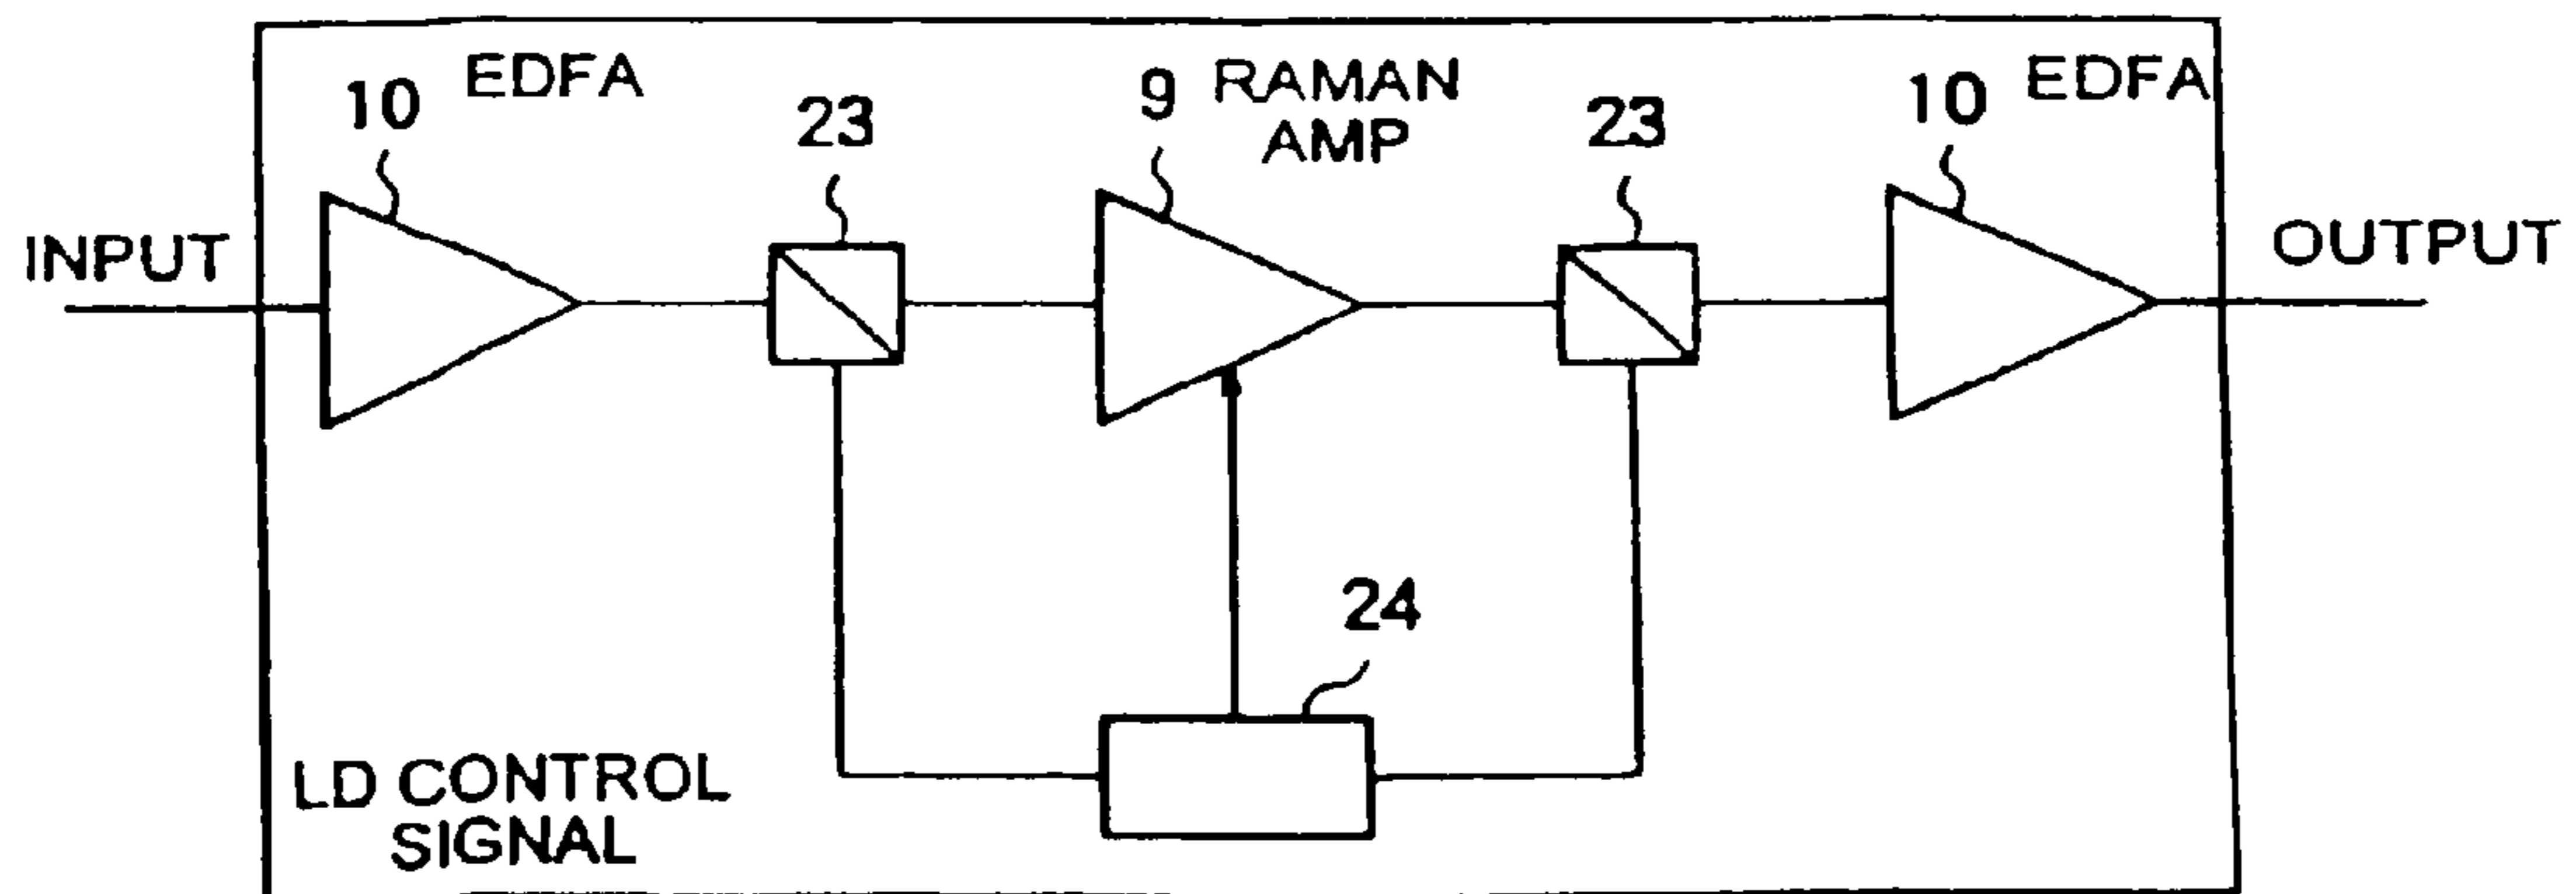 EDFA
10
23
9
RAMAN
AMP
23
10
EDFA
INPUT
OUTPUT
24
LD CONTROL
SIGNAL